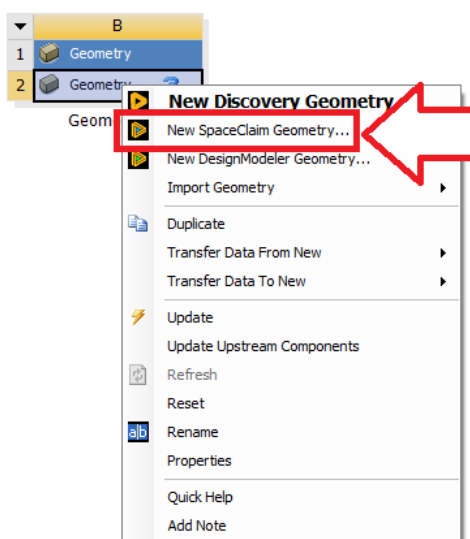 B
1 Geometry
2 Geometry
Geom
New Discovery Geometry
New SpaceClaim Geometry...
New DesignModeler Geometry...
Import Geometry
Duplicate
Transfer Data From New
Transfer Data To New
Update
Update Upstream Components
Refresh
Reset
a|b Rename
Properties
Quick Help
Add Note